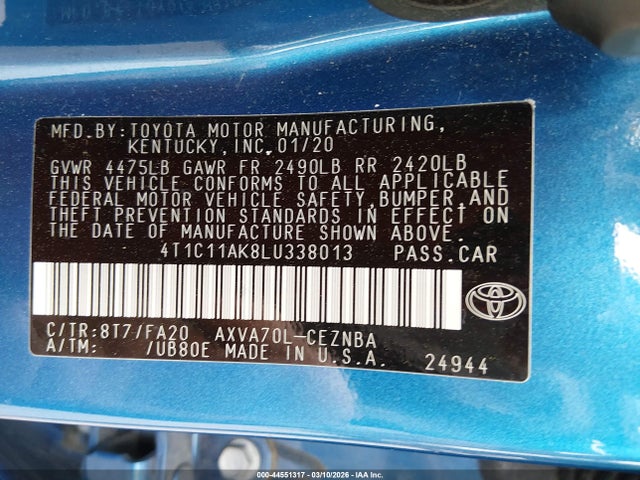 MFD.BY:TOYOTA MOTOR MANUFACTURING,
KENTUCKY,INC.01/20
GVWR 4475LB GAWR FR 2490LB RR 2420LB
THIS VEHICLE CONFORMS TO ALL APPLICABLE
FEDERAL MOTOR VEHICLE SAFETY,BUMPER,AND
THEFT PREVENTION STANDARDS IN EFFECT ON
THE DATE OF MANUFACTURE SHOWN ABOVE.
4T1C11AK8LU338013 PASS.CAR
C/TR:8T7/FA20 AXVA70L-CEZNBA
A/TM: /UB80E MADE IN U.S.A. 24944
000-44551317 - 03/10/2026 - IAA Inc.